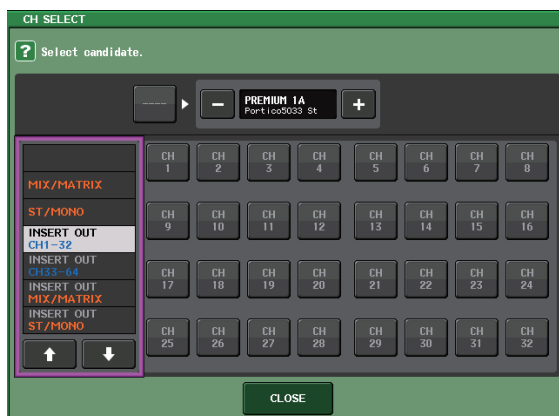 CH SELECT
? Select candidate.
----
− PREMIUM 1A +
Portico5033 St
MIX/MATRIX
ST/MONO
INSERT OUT
CH1-32
INSERT OUT
CH33-64
INSERT OUT
MIX/MATRIX
INSERT OUT
ST/MONO
CH 1
CH 2
CH 3
CH 4
CH 5
CH 6
CH 7
CH 8
CH 9
CH 10
CH 11
CH 12
CH 13
CH 14
CH 15
CH 16
CH 17
CH 18
CH 19
CH 20
CH 21
CH 22
CH 23
CH 24
CH 25
CH 26
CH 27
CH 28
CH 29
CH 30
CH 31
CH 32
CLOSE